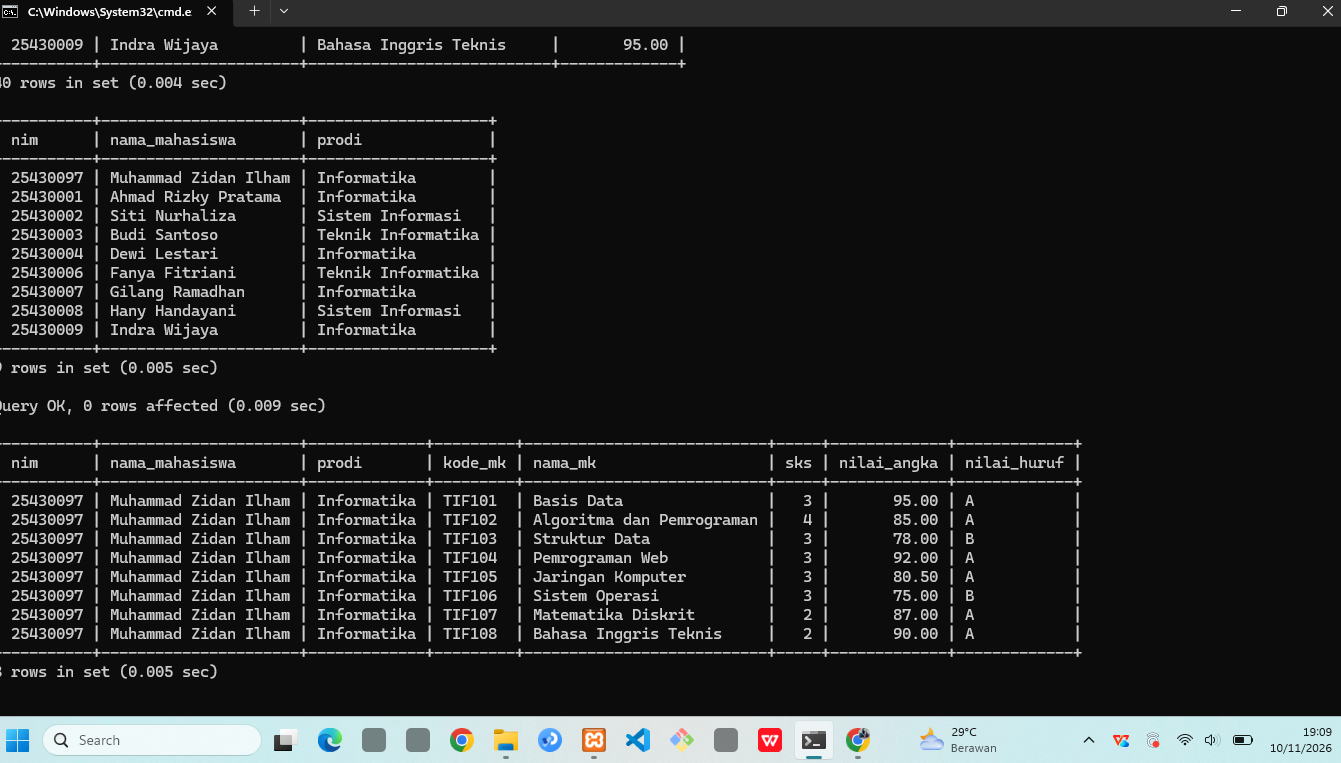 C:\Windows\System32\cmd.e
25430009 | Indra Wijaya | Bahasa Inggris Teknis | 95.00 |
40 rows in set (0.004 sec)
nim | nama_mahasiswa | prodi |
25430097 | Muhammad Zidan Ilham | Informatika |
25430001 | Ahmad Rizky Pratama | Informatika |
25430002 | Siti Nurhaliza | Sistem Informasi |
25430003 | Budi Santoso | Teknik Informatika |
25430004 | Dewi Lestari | Informatika |
25430006 | Fanya Fitriani | Teknik Informatika |
25430007 | Gilang Ramadhan | Informatika |
25430008 | Hany Handayani | Sistem Informasi |
25430009 | Indra Wijaya | Informatika |
9 rows in set (0.005 sec)
Query OK, 0 rows affected (0.009 sec)
nim | nama_mahasiswa | prodi | kode_mk | nama_mk | sks | nilai_angka | nilai_huruf |
25430097 | Muhammad Zidan Ilham | Informatika | TIF101 | Basis Data | 3 | 95.00 | A |
25430097 | Muhammad Zidan Ilham | Informatika | TIF102 | Algoritma dan Pemrograman | 4 | 85.00 | A |
25430097 | Muhammad Zidan Ilham | Informatika | TIF103 | Struktur Data | 3 | 78.00 | B |
25430097 | Muhammad Zidan Ilham | Informatika | TIF104 | Pemrograman Web | 3 | 92.00 | A |
25430097 | Muhammad Zidan Ilham | Informatika | TIF105 | Jaringan Komputer | 3 | 80.50 | A |
25430097 | Muhammad Zidan Ilham | Informatika | TIF106 | Sistem Operasi | 3 | 75.00 | B |
25430097 | Muhammad Zidan Ilham | Informatika | TIF107 | Matematika Diskrit | 2 | 87.00 | A |
25430097 | Muhammad Zidan Ilham | Informatika | TIF108 | Bahasa Inggris Teknis | 2 | 90.00 | A |
8 rows in set (0.005 sec)
Search
29°C
Berawan
19:09
10/11/2026